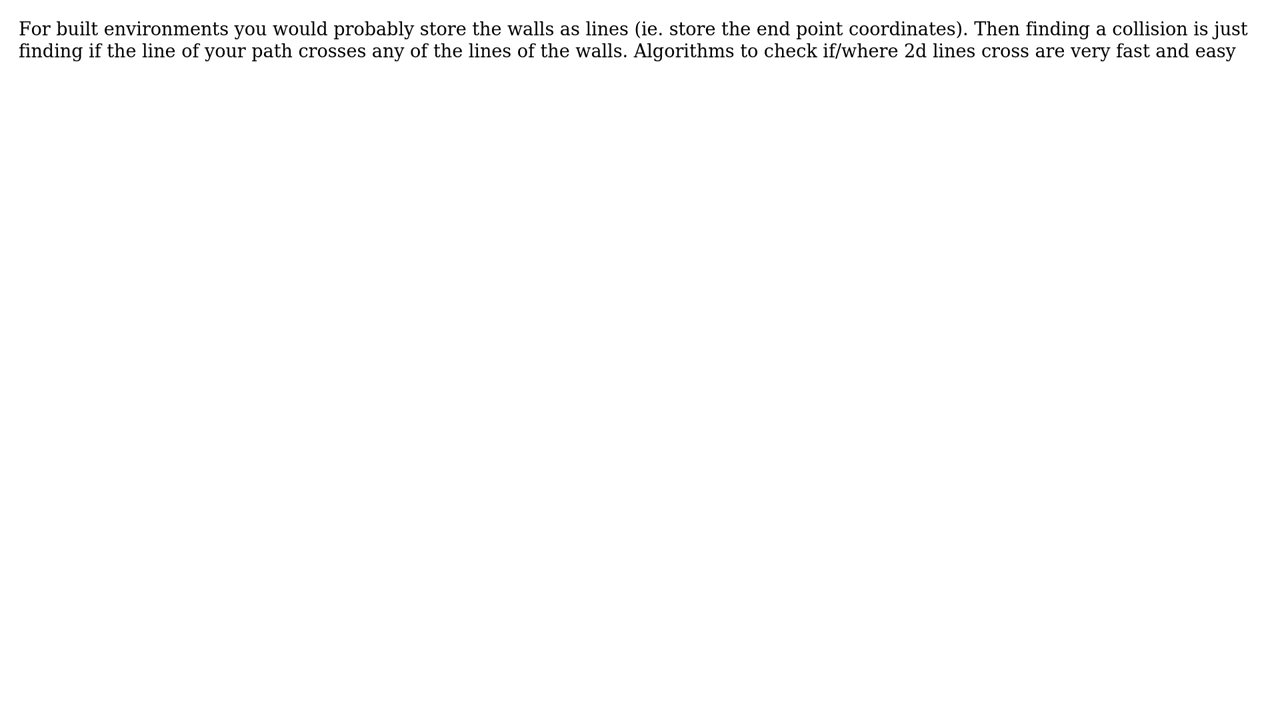 For built environments you would probably store the walls as lines (ie. store the end point coordinates). Then finding a collision is just
finding if the line of your path crosses any of the lines of the walls. Algorithms to check if/where 2d lines cross are very fast and easy